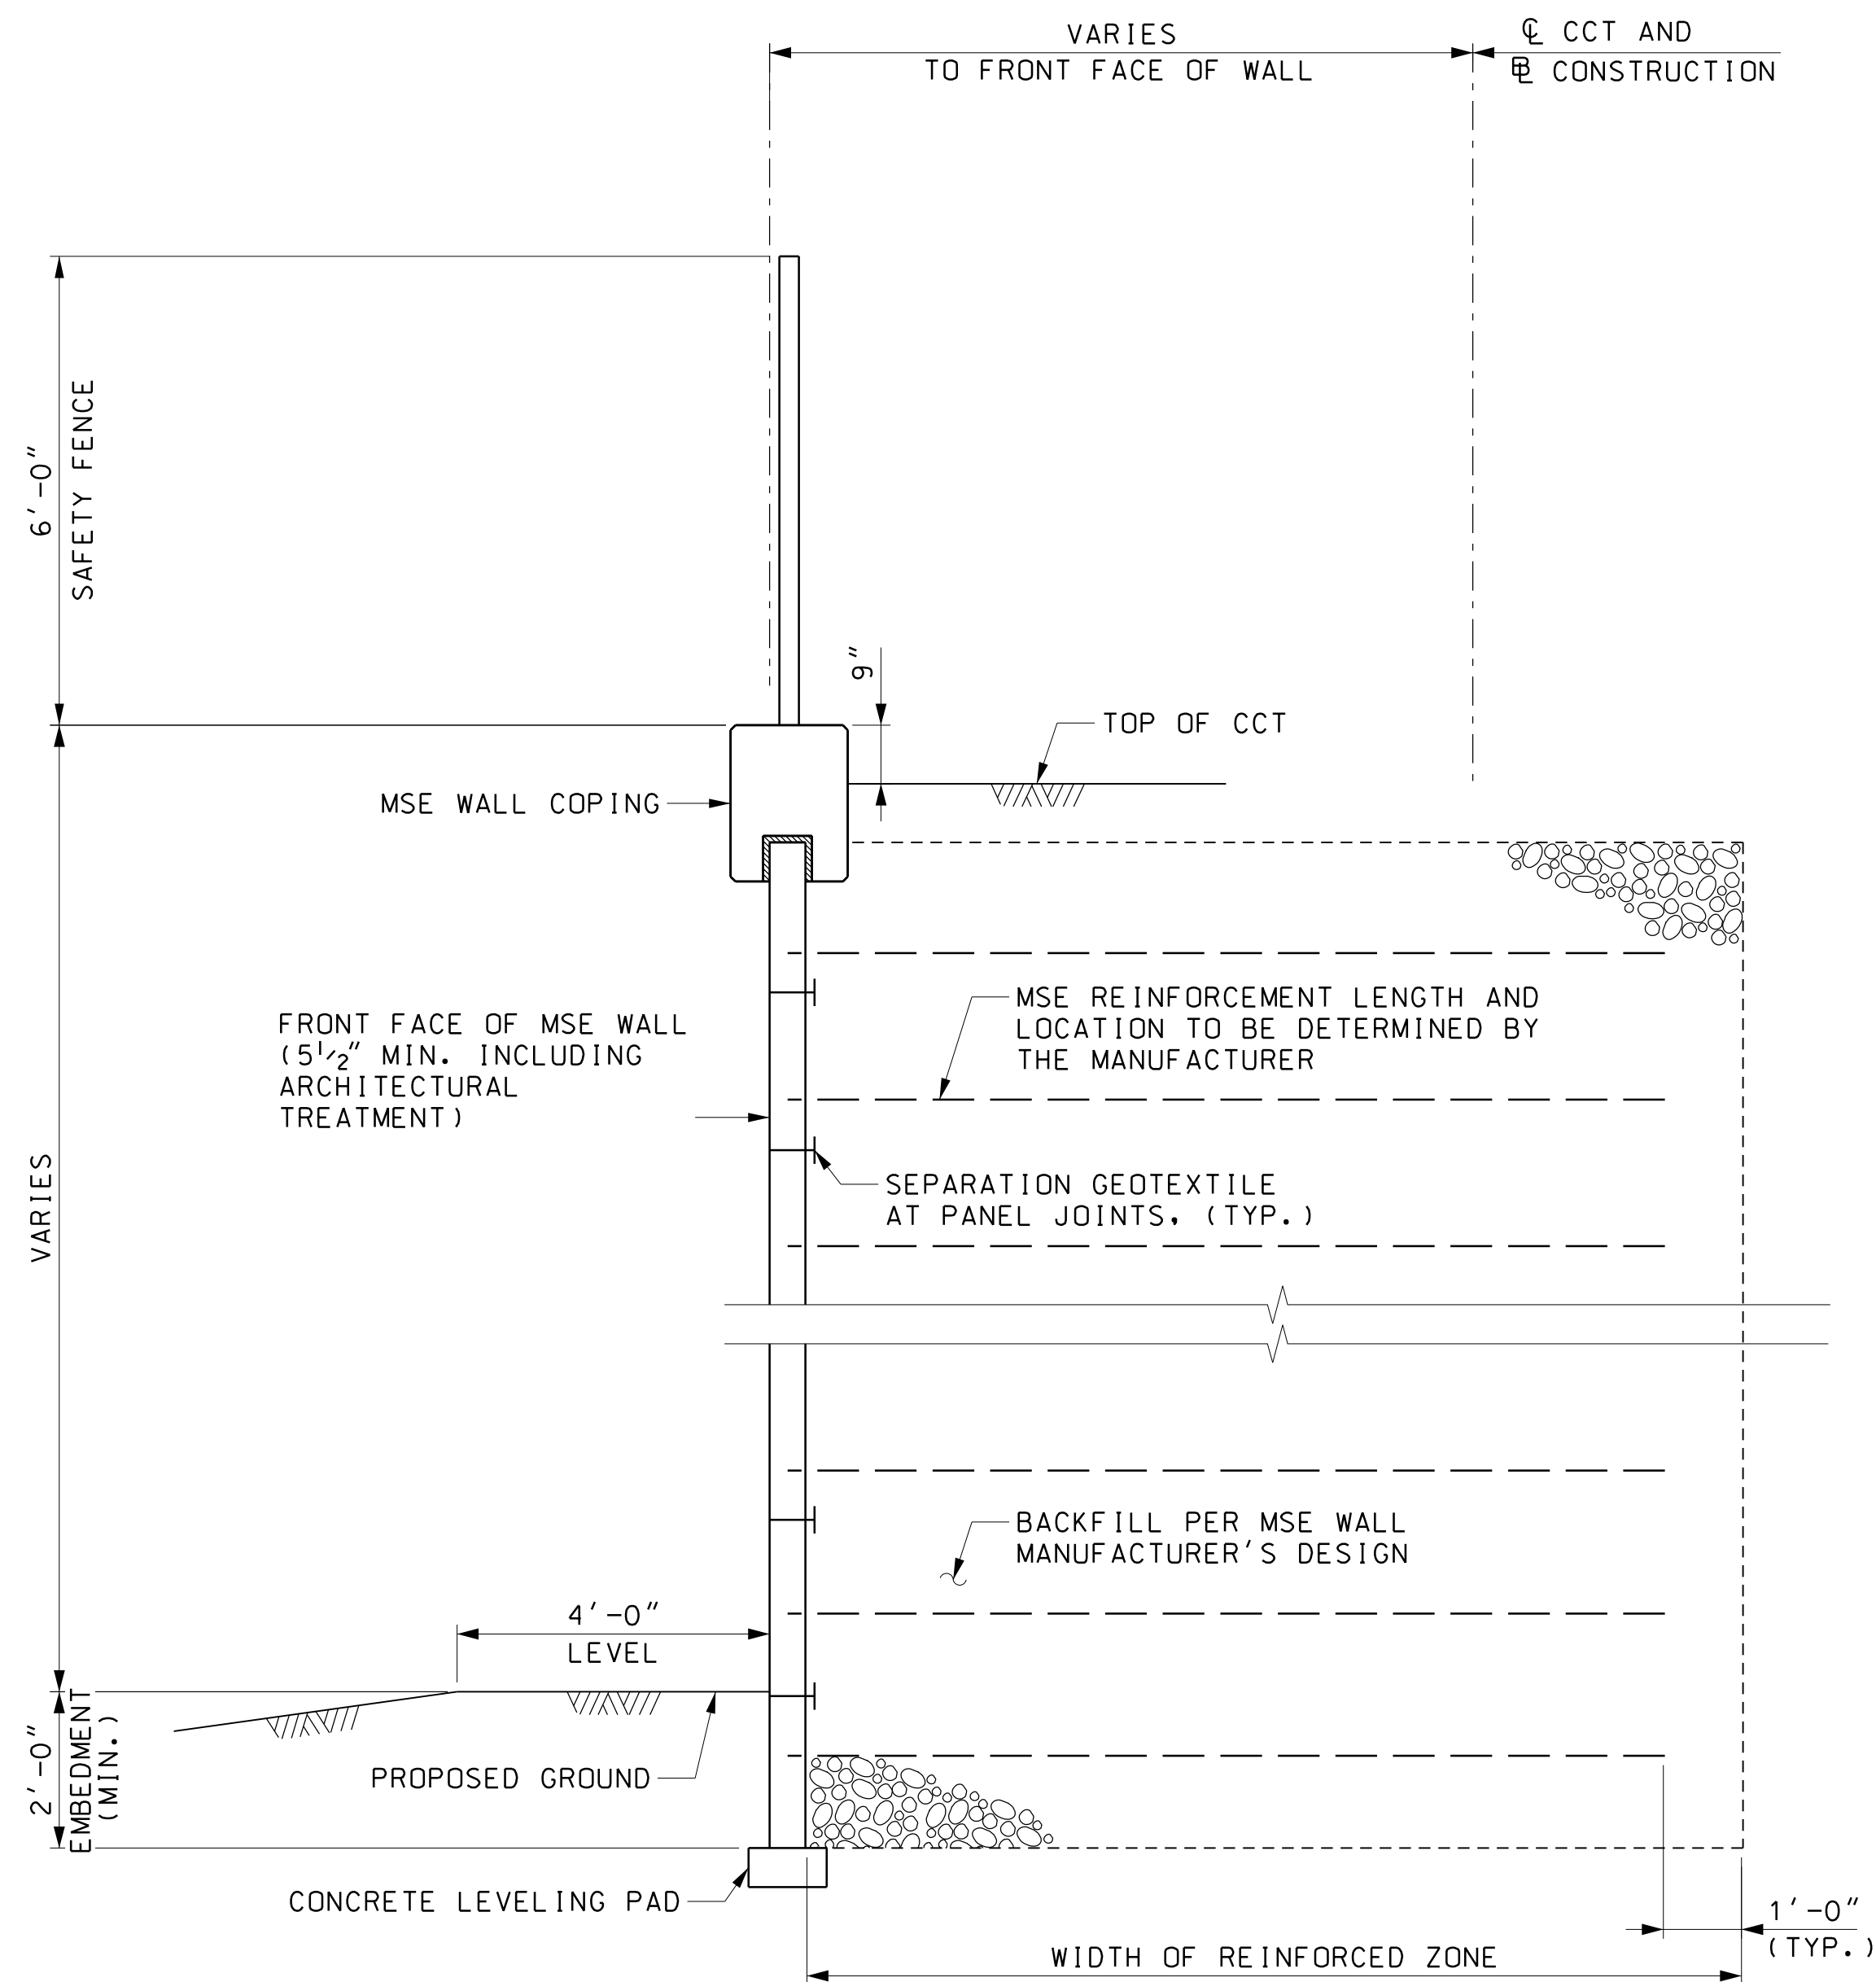 VARIES
TO FRONT FACE OF WALL
℄ CCT AND
BL CONSTRUCTION
6'-0"
SAFETY FENCE
9"
TOP OF CCT
MSE WALL COPING
MSE REINFORCEMENT LENGTH AND
LOCATION TO BE DETERMINED BY
THE MANUFACTURER
FRONT FACE OF MSE WALL
(5 1/2" MIN. INCLUDING
ARCHITECTURAL
TREATMENT)
VARIES
SEPARATION GEOTEXTILE
AT PANEL JOINTS, (TYP.)
BACKFILL PER MSE WALL
MANUFACTURER'S DESIGN
4'-0"
LEVEL
2'-0"
EMBEDMENT
(MIN.)
PROPOSED GROUND
CONCRETE LEVELING PAD
1'-0"
(TYP.)
WIDTH OF REINFORCED ZONE